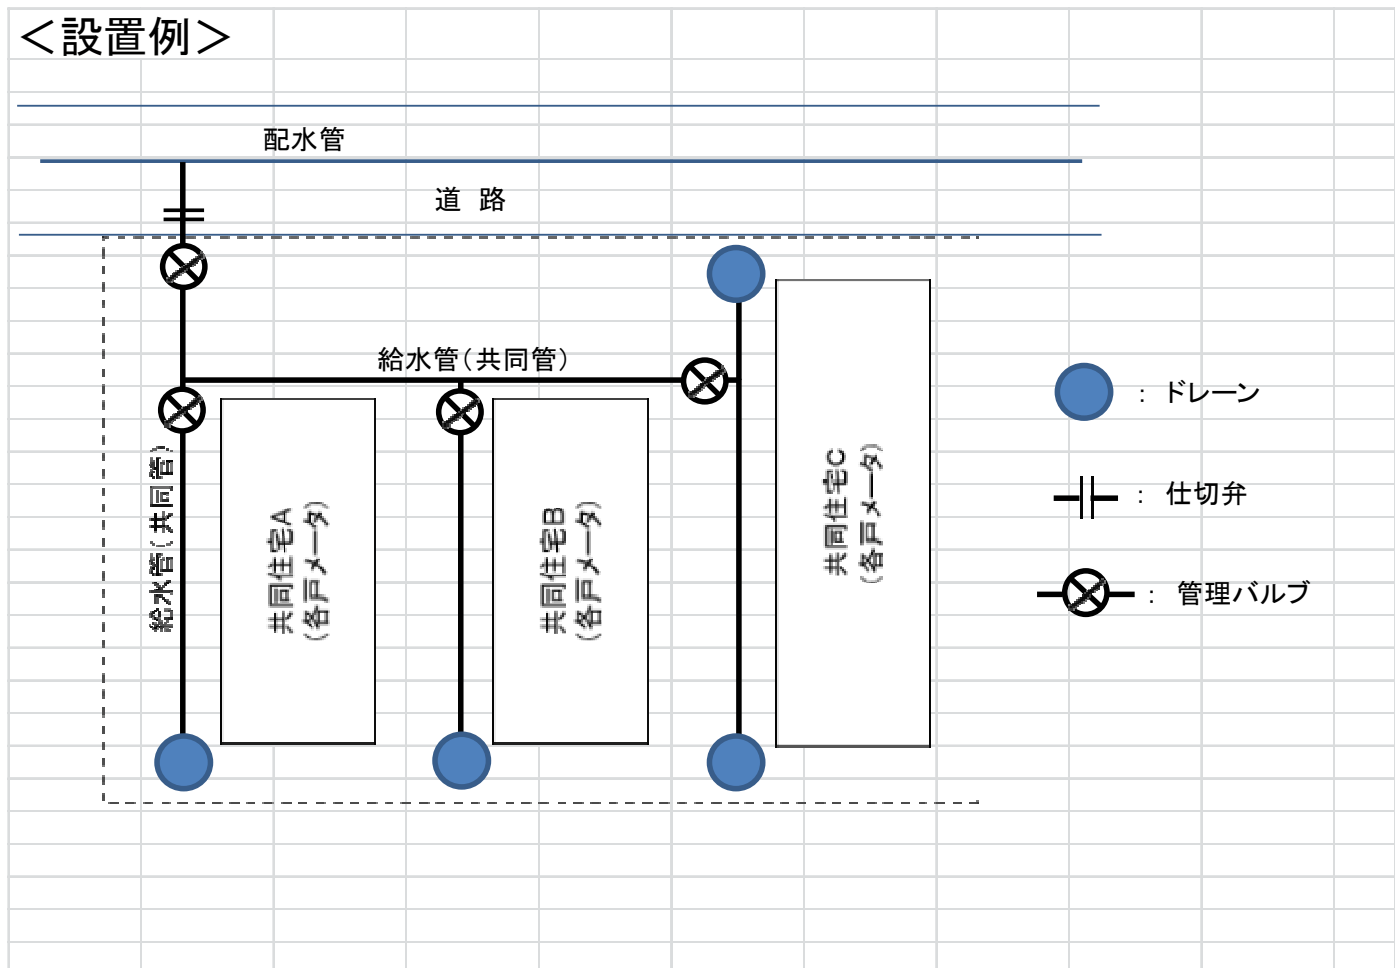 ＜設置例＞
配水管
道　路
給水管（共同管）
給水管（共同管）
共同住宅A
（各戸メータ）
共同住宅B
（各戸メータ）
共同住宅C
（各戸メータ）
： ドレーン
： 仕切弁
： 管理バルブ